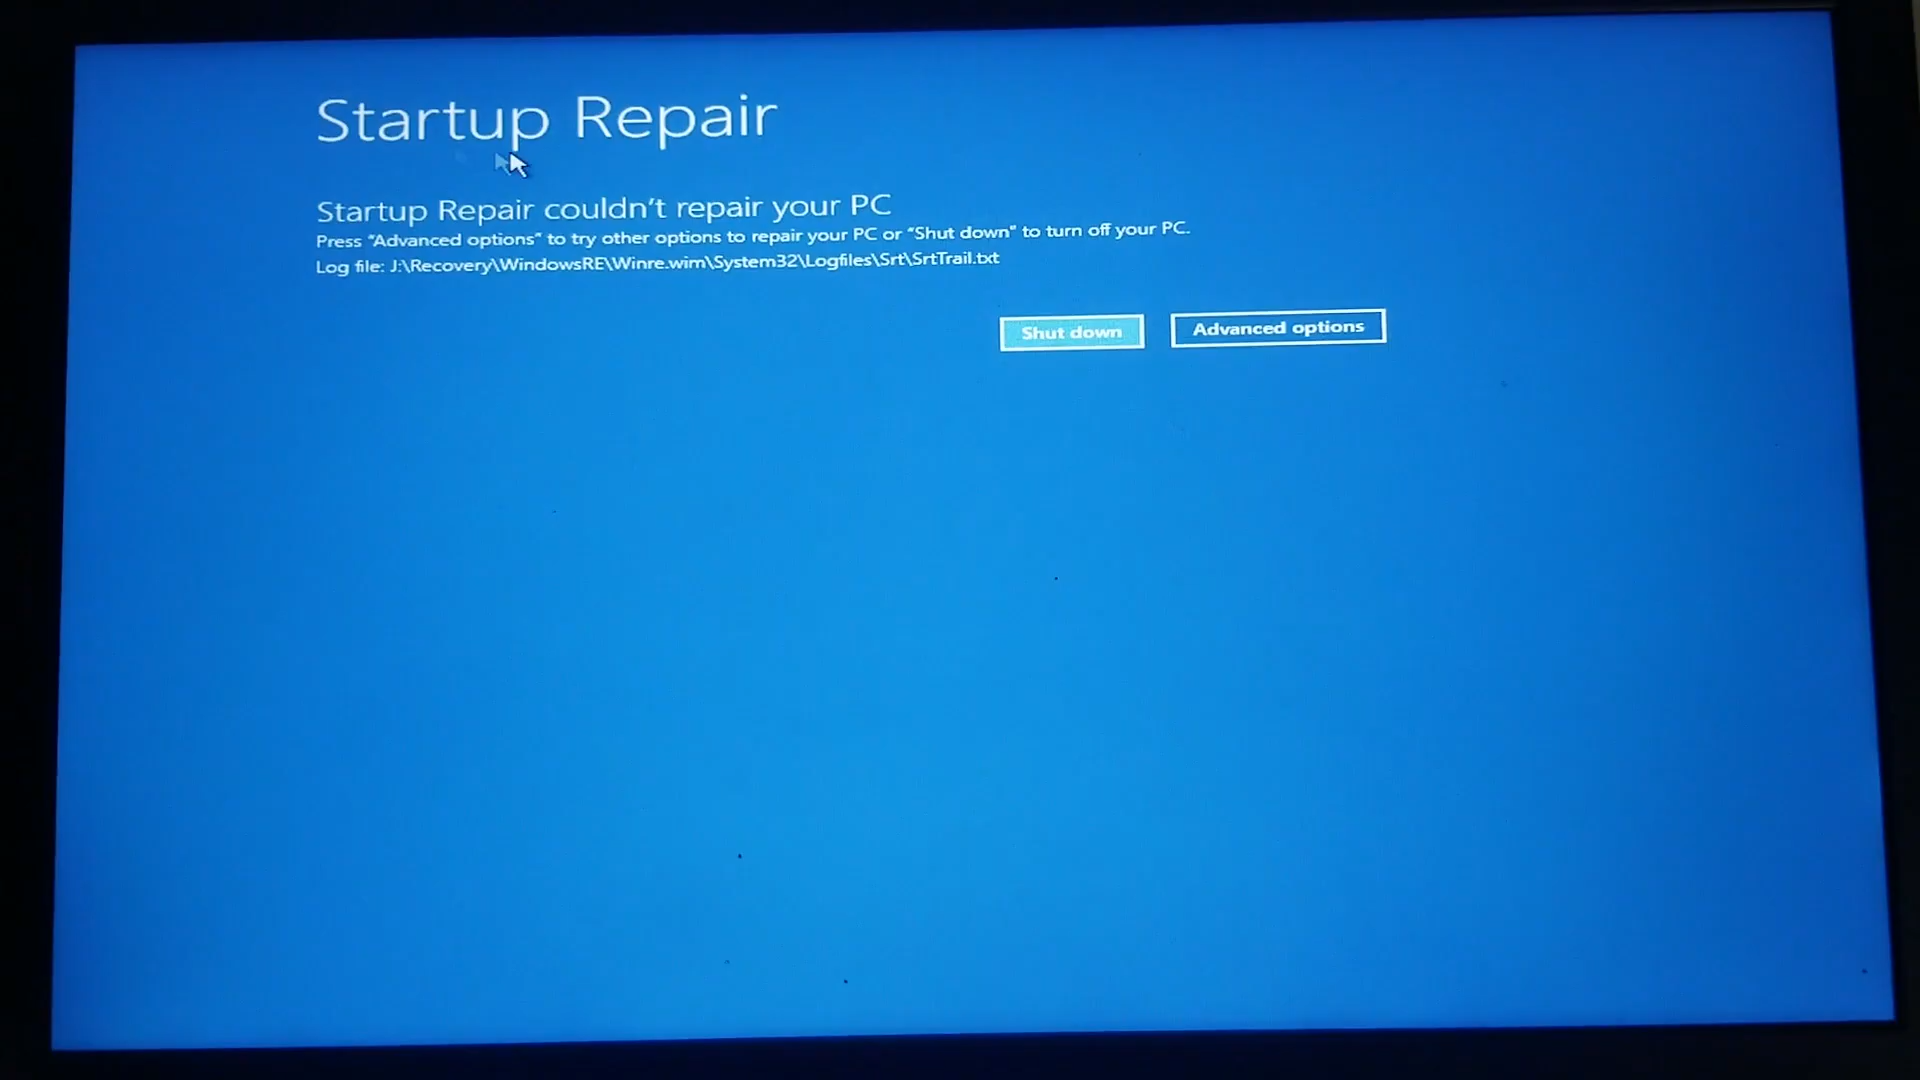 Startup Repair
Startup Repair couldn't repair your PC
Press "Advanced options" to try other options to repair your PC or "Shut down" to turn off your PC.
Log file: J:\Recovery\WindowsRE\Winre.wim\System32\Logfiles\Srt\SrtTrail.txt
Shut down
Advanced options